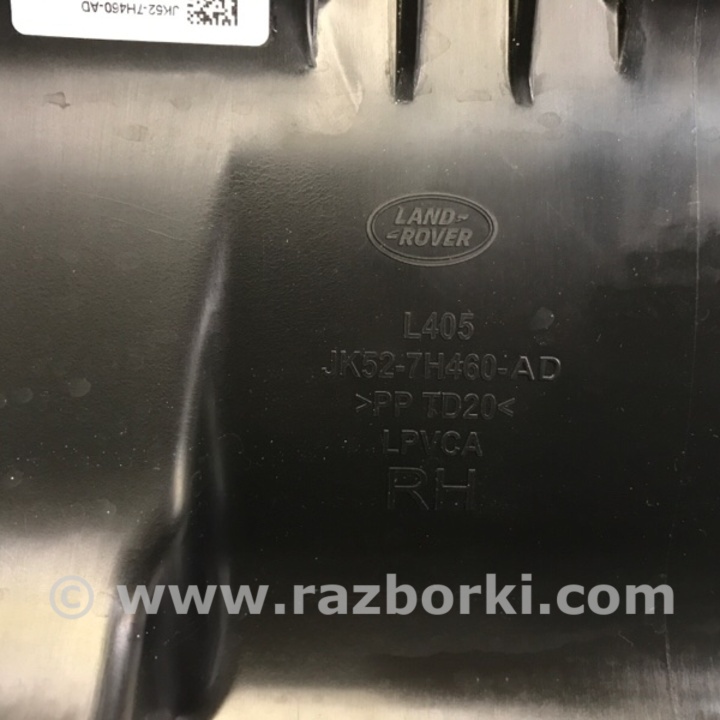 JK52-7H460-AD
LAND
ROVER
L405
JK52-7H460-AD
>PP TD20<
LPVCA
RH
© www.razborki.com